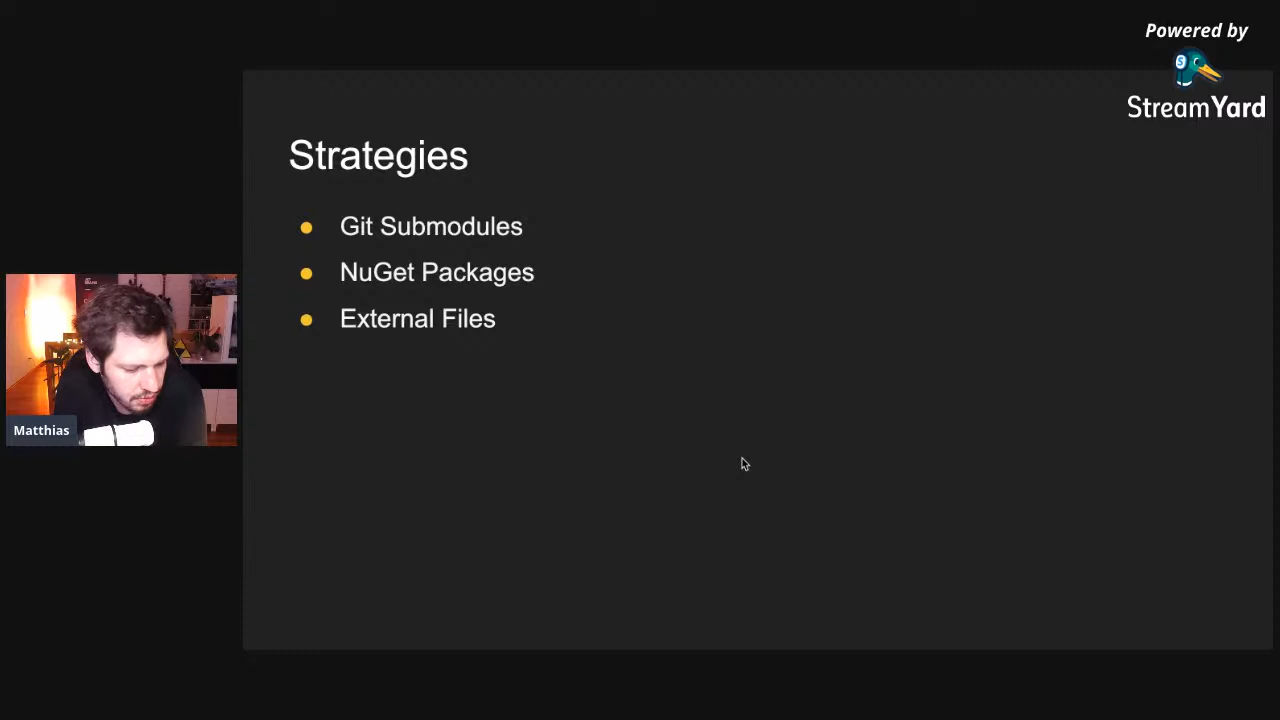 Powered by
StreamYard
Strategies
Git Submodules
NuGet Packages
External Files
Matthias